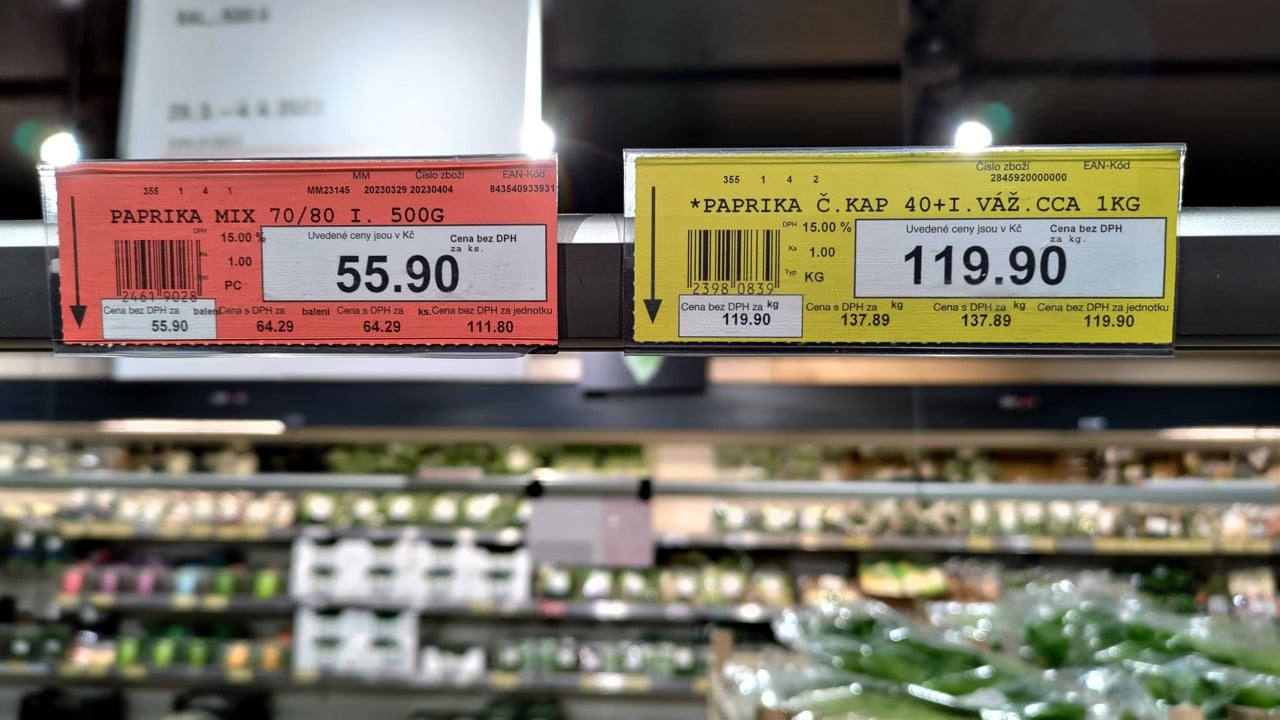 29.3. – 4.4.2023
MM Číslo zboží EAN-Kód
355 1 4 1 MM23145 20230329 20230404 843540933931
PAPRIKA MIX 70/80 I. 500G
DPH 15.00 % Uvedené ceny jsou v Kč Cena bez DPH
za ks.
Ks 1.00 55.90
PC
2461 9028
Cena bez DPH za balení Cena s DPH za balení Cena s DPH za ks. Cena bez DPH za jednotku
55.90 64.29 64.29 111.80
Číslo zboží EAN-Kód
355 1 4 2 2845920000000
*PAPRIKA Č.KAP 40+I.VÁŽ.CCA 1KG
DPH 15.00 % Uvedené ceny jsou v Kč Cena bez DPH
za kg.
Ks 1.00 119.90
Typ KG
2398 0839
Cena bez DPH za kg Cena s DPH za kg Cena s DPH za kg Cena bez DPH za jednotku
119.90 137.89 137.89 119.90